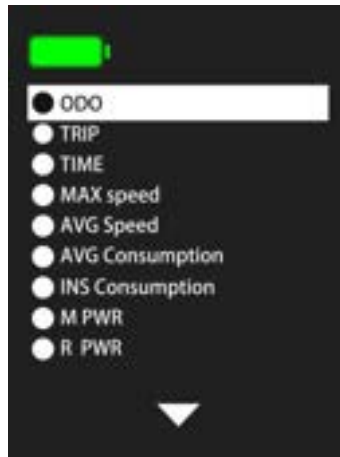 ODO
TRIP
TIME
MAX speed
AVG Speed
AVG Consumption
INS Consumption
M PWR
R PWR